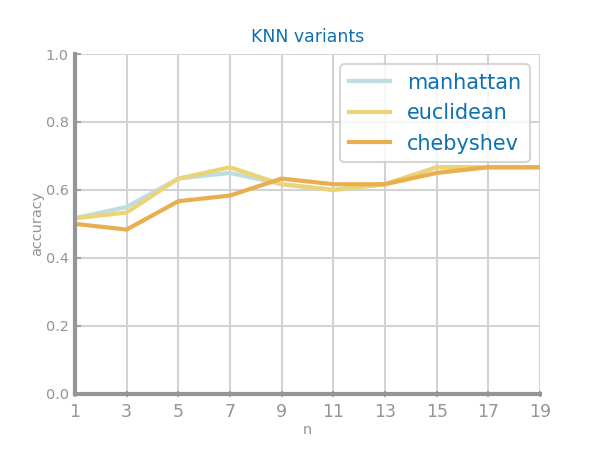 KNN variants
1.0
0.8
0.6
0.4
0.2
0.0
accuracy
manhattan
euclidean
chebyshev
1 3 5 7 9 11 13 15 17 19
n